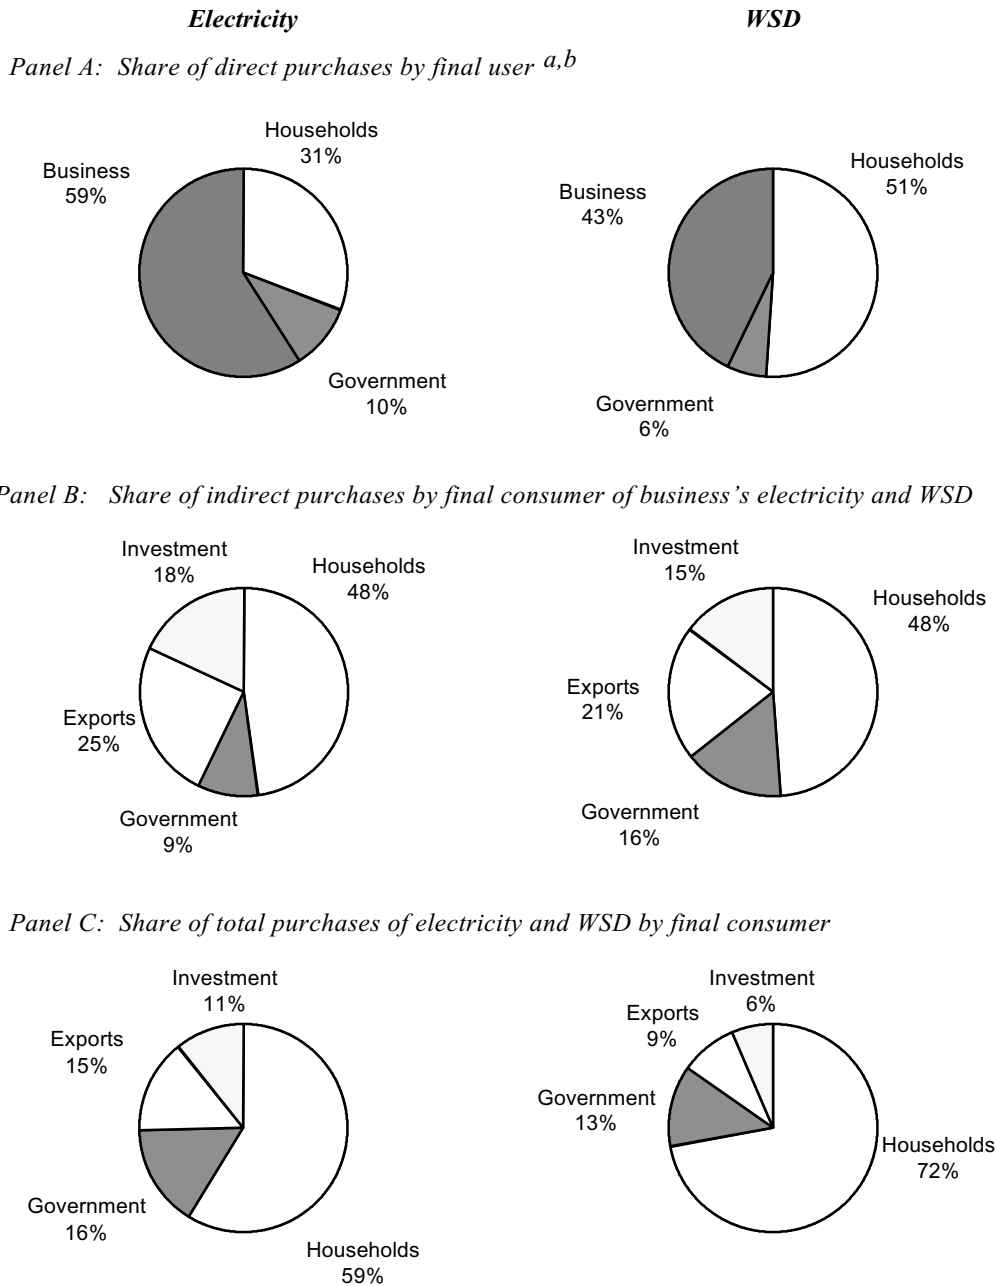 Electricity
WSD
Panel A: Share of direct purchases by final user a,b
Households
31%
Business
59%
Government
10%
Households
51%
Business
43%
Government
6%
Panel B: Share of indirect purchases by final consumer of business's electricity and WSD
Investment
18%
Households
48%
Exports
25%
Government
9%
Investment
15%
Households
48%
Exports
21%
Government
16%
Panel C: Share of total purchases of electricity and WSD by final consumer
Investment
11%
Exports
15%
Government
16%
Households
59%
Investment
6%
Exports
9%
Government
13%
Households
72%